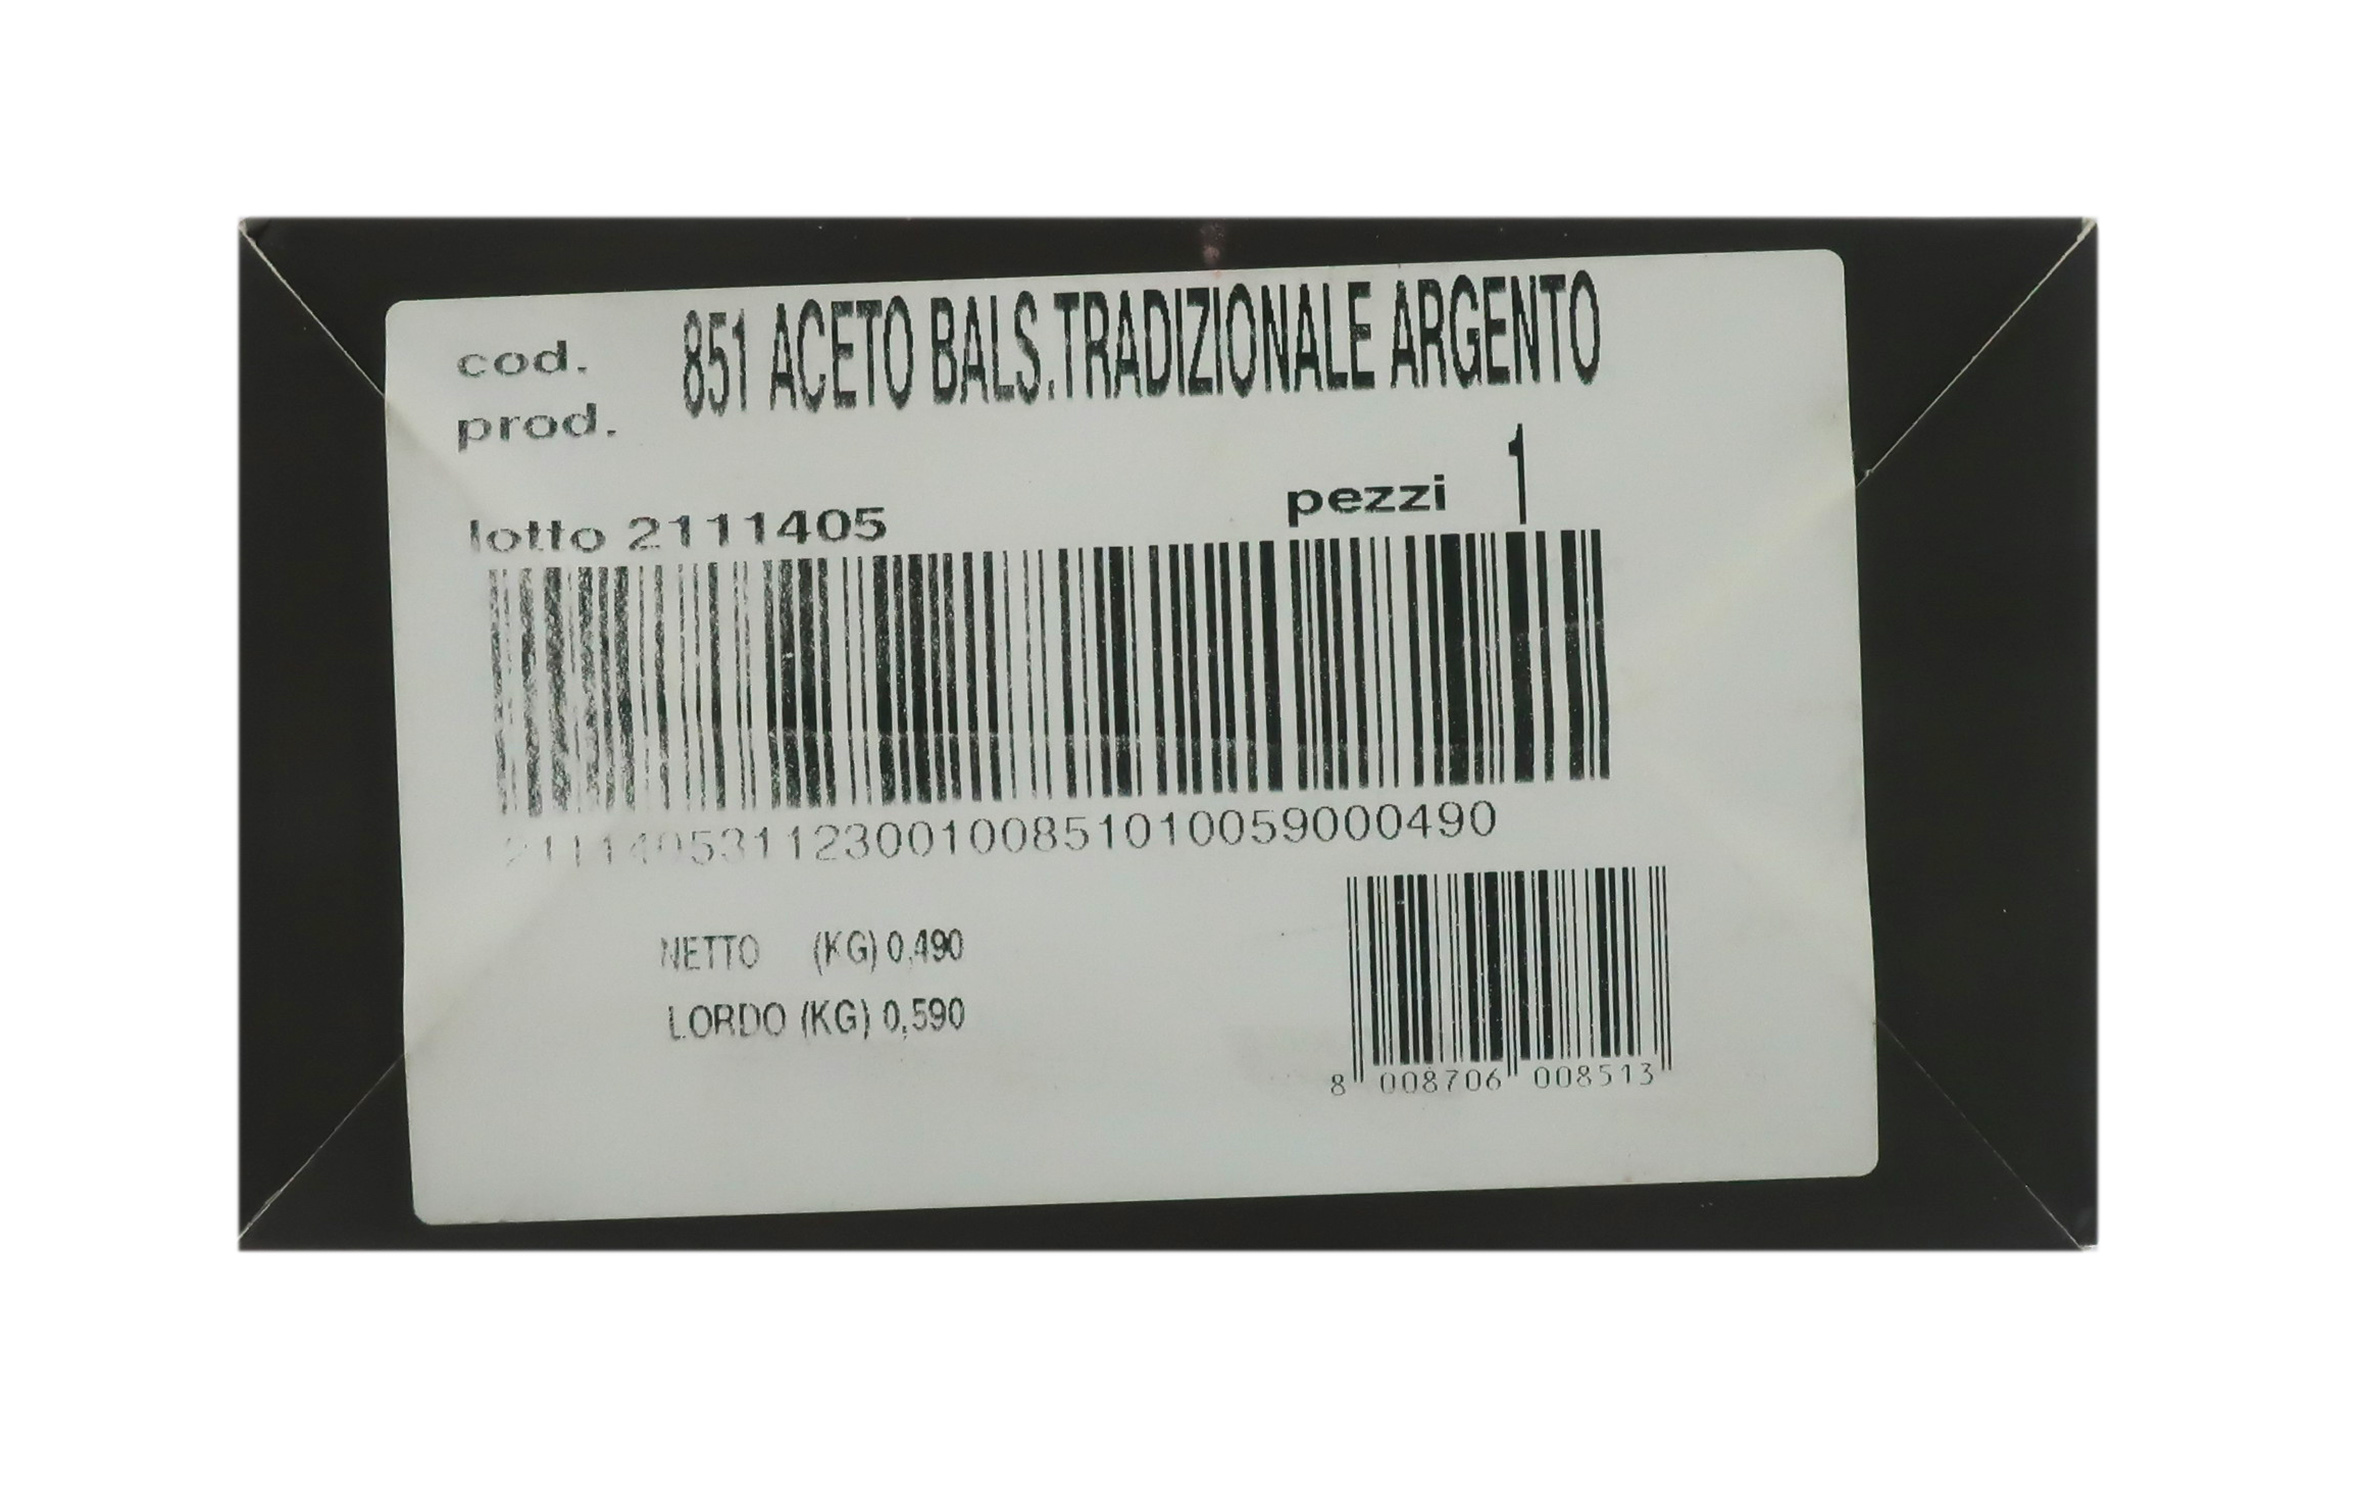 cod. prod. 851 ACETO BALS.TRADIZIONALE ARGENTO
lotto 2111405 pezzi 1
21114053112300100851010059000490
NETTO (KG) 0,490
LORDO (KG) 0,590
8 008706 008513